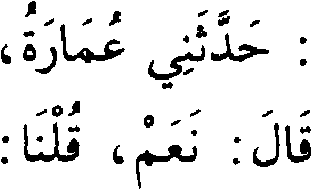 : حَدَّثَنِي عُمَارَةُ،
قَالَ: نَعَمْ، قُلْنَا: